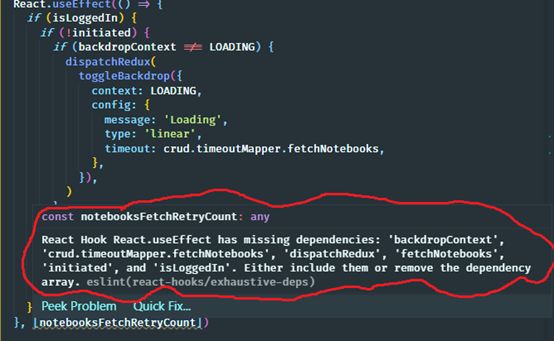 React.useEffect(() => {
if (isLoggedIn) {
if (!initiated) {
if (backdropContext !== LOADING) {
dispatchRedux(
toggleBackdrop({
context: LOADING,
config: {
message: 'Loading',
type: 'linear',
timeout: crud.timeoutMapper.fetchNotebooks,
},
}),
)
}
const notebooksFetchRetryCount: any
React Hook React.useEffect has missing dependencies: 'backdropContext',
'crud.timeoutMapper.fetchNotebooks', 'dispatchRedux', 'fetchNotebooks',
'initiated', and 'isLoggedIn'. Either include them or remove the dependency
array. eslint(react-hooks/exhaustive-deps)
} Peek Problem Quick Fix...
}, [notebooksFetchRetryCount])